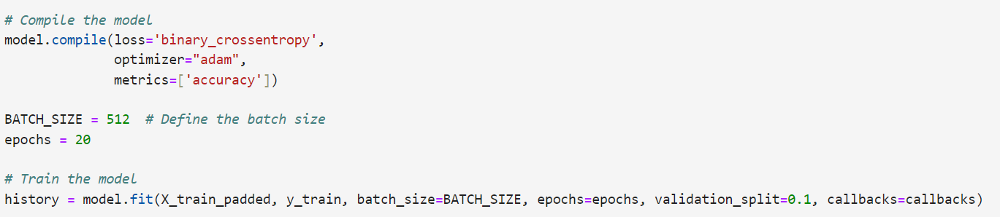 # Compile the model
model.compile(loss='binary_crossentropy',
              optimizer="adam",
              metrics=['accuracy'])
BATCH_SIZE = 512  # Define the batch size
epochs = 20
# Train the model
history = model.fit(X_train_padded, y_train, batch_size=BATCH_SIZE, epochs=epochs, validation_split=0.1, callbacks=callbacks)